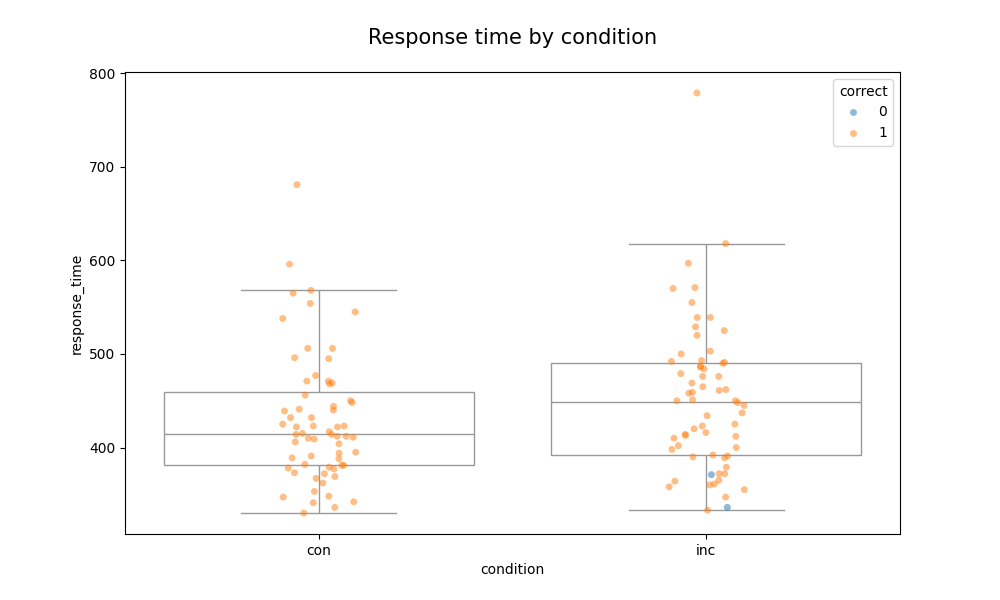 Response time by condition
800
700
600
500
400
response_time
correct
0
1
con
inc
condition